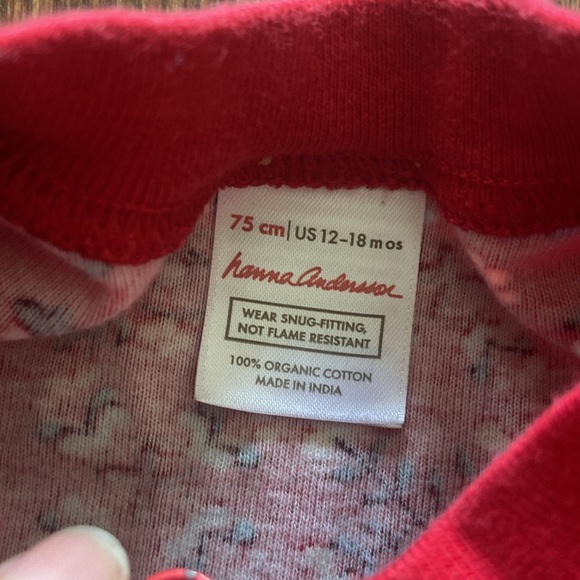 75 cm | US 12-18 mos
hanna andersson
WEAR SNUG-FITTING,
NOT FLAME RESISTANT
100% ORGANIC COTTON
MADE IN INDIA